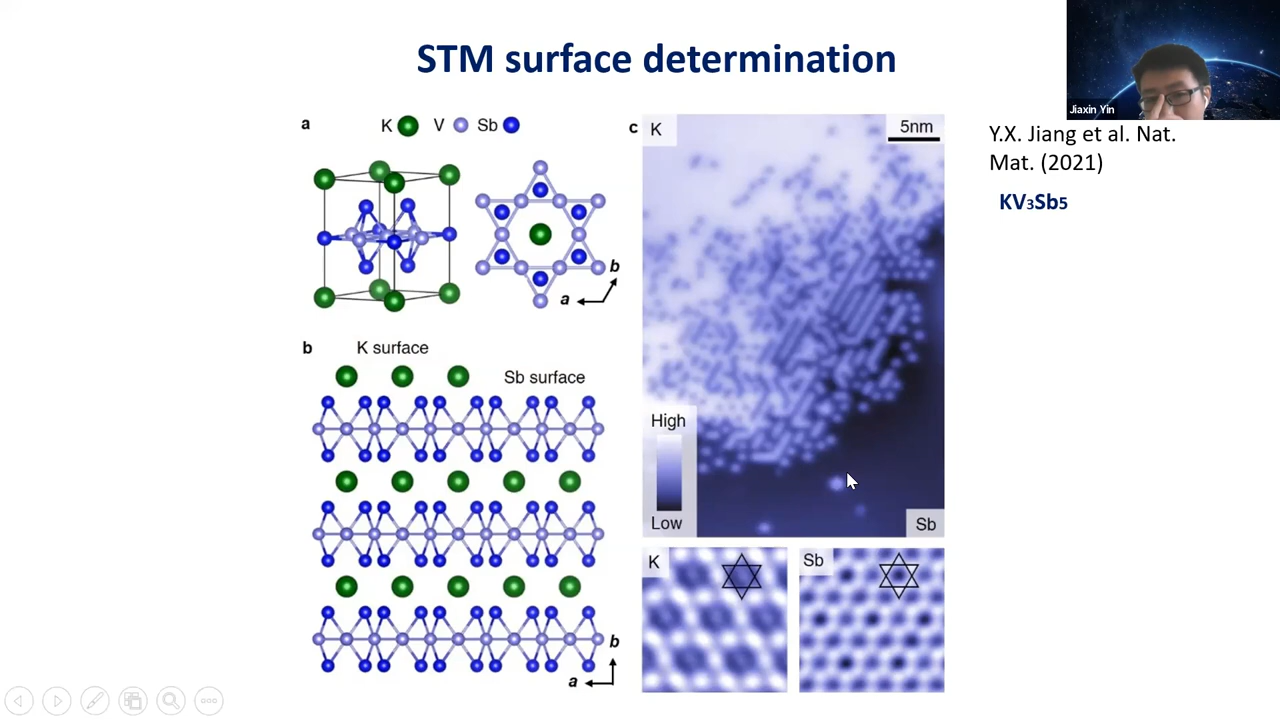 STM surface determination
Jiaxin Yin
Y.X. Jiang et al. Nat.
Mat. (2021)
KV₃Sb₅
a
K
V
Sb
b
a
b
K surface
Sb surface
b
a
c
K
5nm
High
Low
Sb
K
Sb